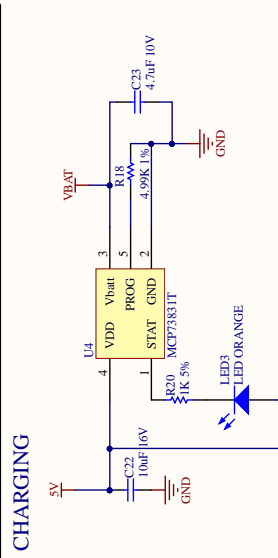 CHARGING
5V
C22
10uF 16V
GND
U4
4
VDD
Vbatt
3
PROG
5
1
STAT
GND
2
MCP73831T
VBAT
R18
4.99K 1%
C23
4.7uF 10V
GND
R20
1K 5%
LED3
LED ORANGE